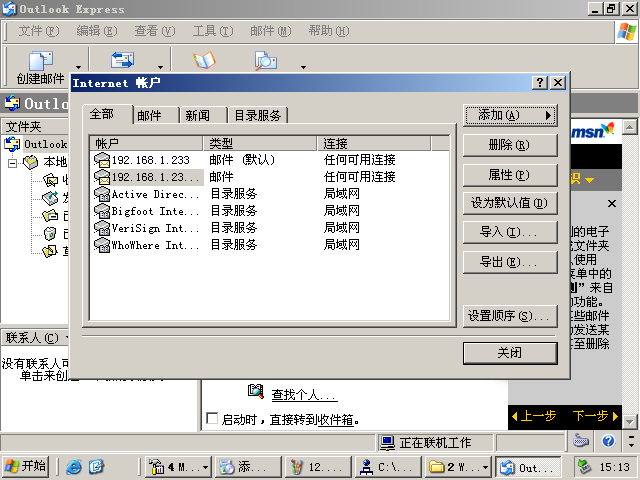 Outlook Express
文件(F) 编辑(E) 查看(V) 工具(T) 邮件(M) 帮助(H)
创建邮件
Internet 帐户
全部 邮件 新闻 目录服务
帐户 类型 连接
192.168.1.233 邮件 (默认) 任何可用连接
192.168.1.23... 邮件 任何可用连接
Active Direc... 目录服务 局域网
Bigfoot Inte... 目录服务 局域网
VeriSign Int... 目录服务 局域网
WhoWhere Int... 目录服务 局域网
添加(A)
删除(R)
属性(P)
设为默认值(D)
导入(I)...
导出(E)...
设置顺序(S)...
关闭
Outlo
文件夹
Outlook
本地
msn
的电子
文件夹
使用
菜单中的
”来自
功能。
些邮件
发送某
至删除
联系人(C)
没有联系人
单击来创
查找个人...
启动时，直接转到收件箱。
上一步 下一步
正在联机工作
开始
4 M...
添...
12....
C:\...
2 W...
Out...
15:13